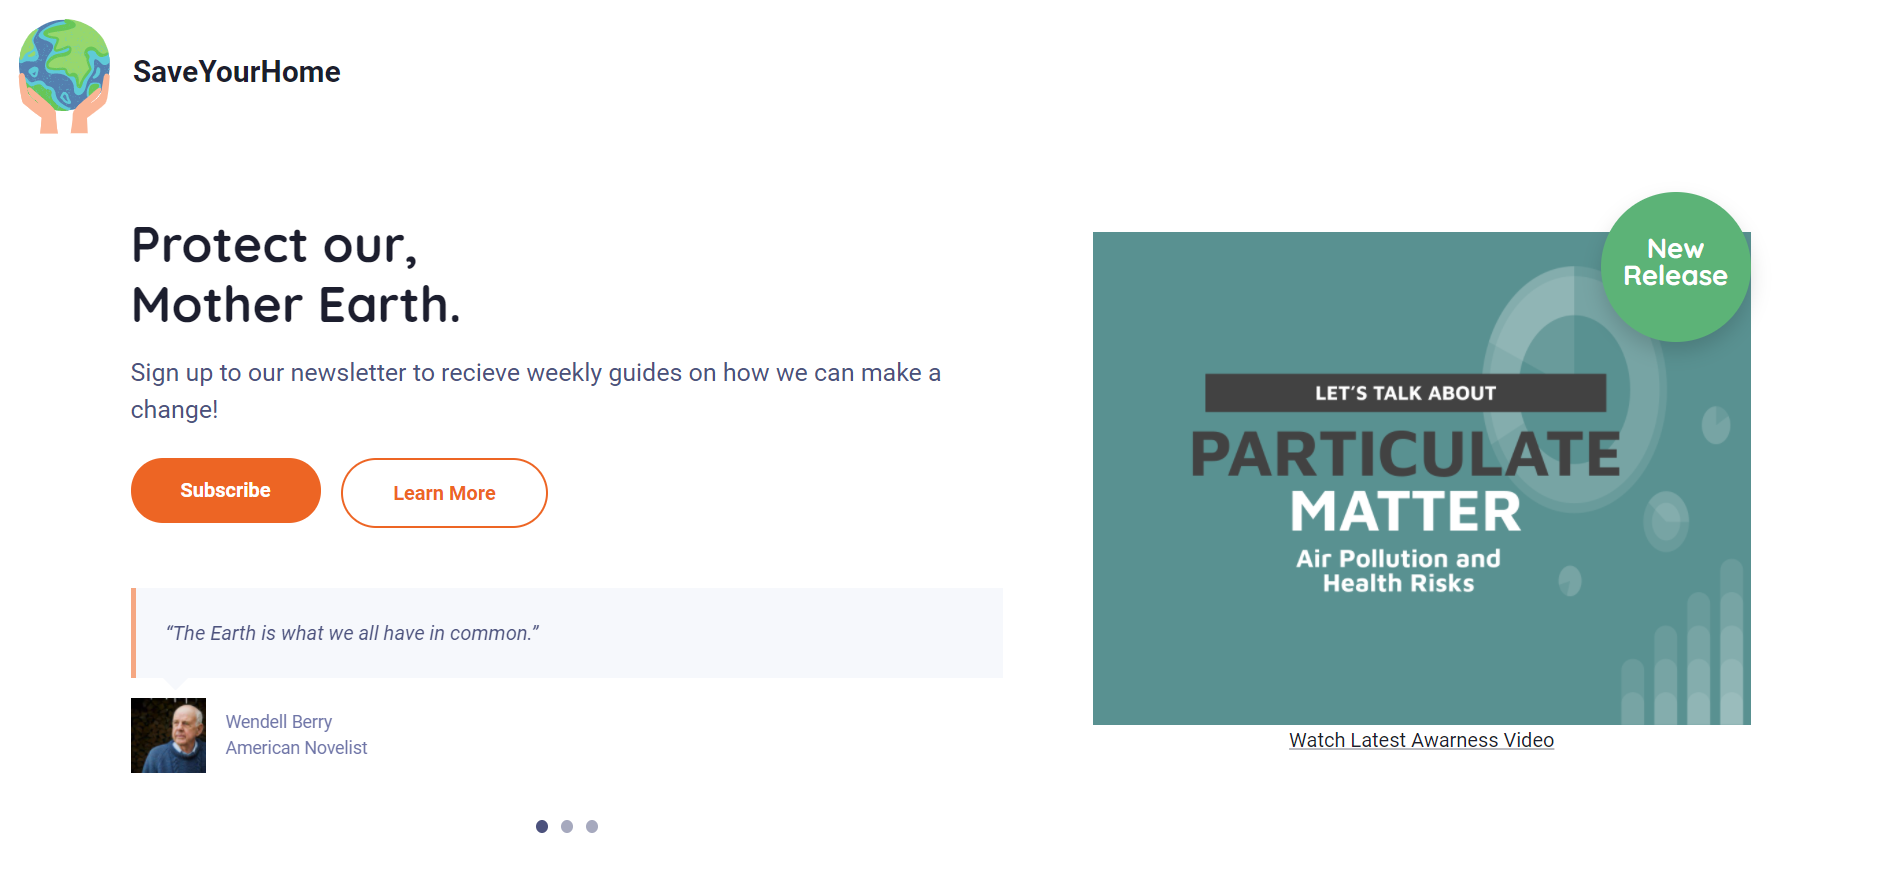 SaveYourHome
Protect our,
Mother Earth.
Sign up to our newsletter to recieve weekly guides on how we can make a
change!
Subscribe
Learn More
“The Earth is what we all have in common.”
Wendell Berry
American Novelist
New
Release
LET´S TALK ABOUT
PARTICULATE
MATTER
Air Pollution and
Health Risks
Watch Latest Awarness Video